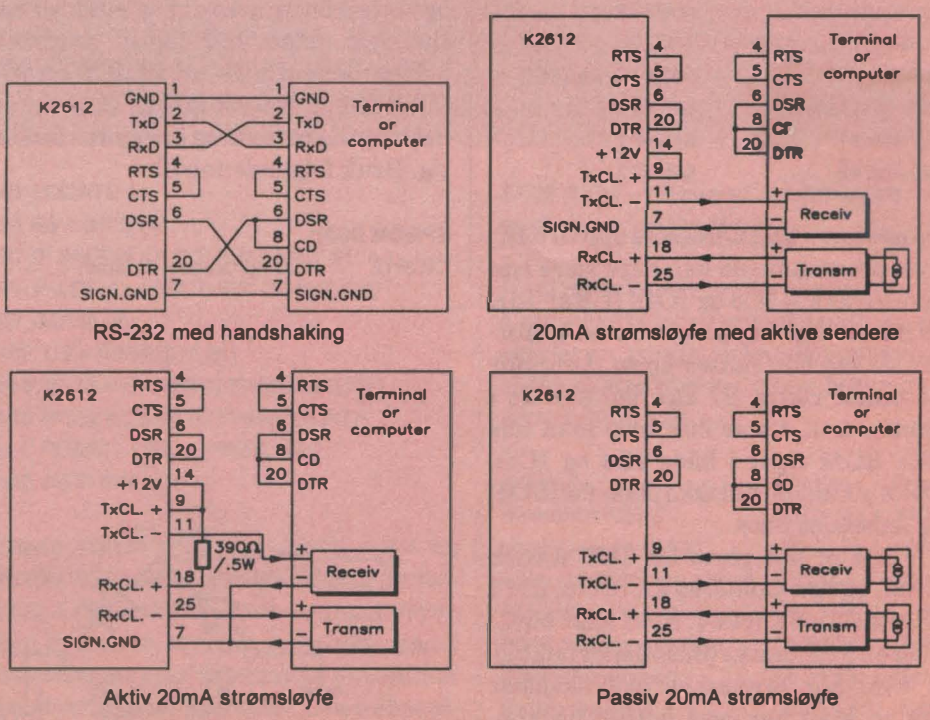 K2612
Terminal
or
computer
GND 1 1 GND
TxD 2 2 TxD
RxD 3 3 RxD
RTS 4 4 RTS
CTS 5 5 CTS
DSR 6 6 DSR
8 CD
DTR 20 20 DTR
SIGN.GND 7 7 SIGN.GND
RS-232 med handshaking
K2612
Terminal
or
computer
RTS 4 4 RTS
CTS 5 5 CTS
DSR 6 6 DSR
8
DTR 20 20 DTR
+12V 14
TxCL. + 9
TxCL. - 11 + Receiv
SIGN.GND 7 -
RxCL. + 18 + Transm
RxCL. - 25 -
20mA strømsløyfe med aktive sendere
K2612
Terminal
or
computer
RTS 4 4 RTS
CTS 5 5 CTS
DSR 6 6 DSR
8 CD
DTR 20 20 DTR
+12V 14
TxCL. + 9
TxCL. - 11
390Ω
/.5W
+ Receiv
RxCL. + 18 -
RxCL. - 25 + Transm
SIGN.GND 7 -
Aktiv 20mA strømsløyfe
K2612
Terminal
or
computer
RTS 4 4 RTS
CTS 5 5 CTS
DSR 6 6 DSR
8 CD
DTR 20 20 DTR
TxCL. + 9 + Receiv
TxCL. - 11 -
RxCL. + 18 + Transm
RxCL. - 25 -
Passiv 20mA strømsløyfe